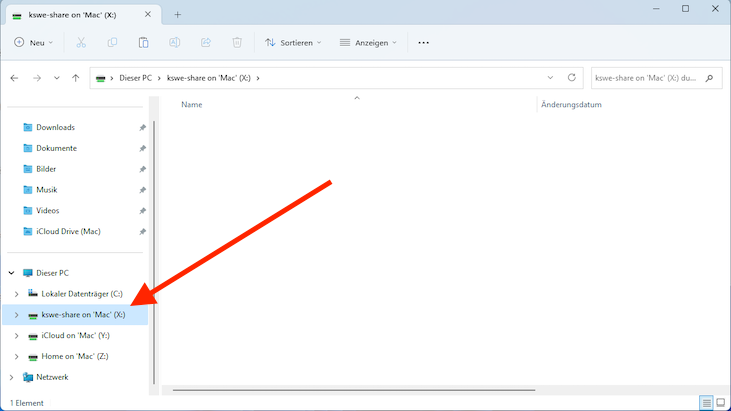 kswe-share on 'Mac' (X:)
Neu Sortieren Anzeigen
Dieser PC kswe-share on 'Mac' (X:) kswe-share on 'Mac' (X:) du...
Name Änderungsdatum
Downloads
Dokumente
Bilder
Musik
Videos
iCloud Drive (Mac)
Dieser PC
Lokaler Datenträger (C:)
kswe-share on 'Mac' (X:)
iCloud on 'Mac' (Y:)
Home on 'Mac' (Z:)
Netzwerk
1 Element